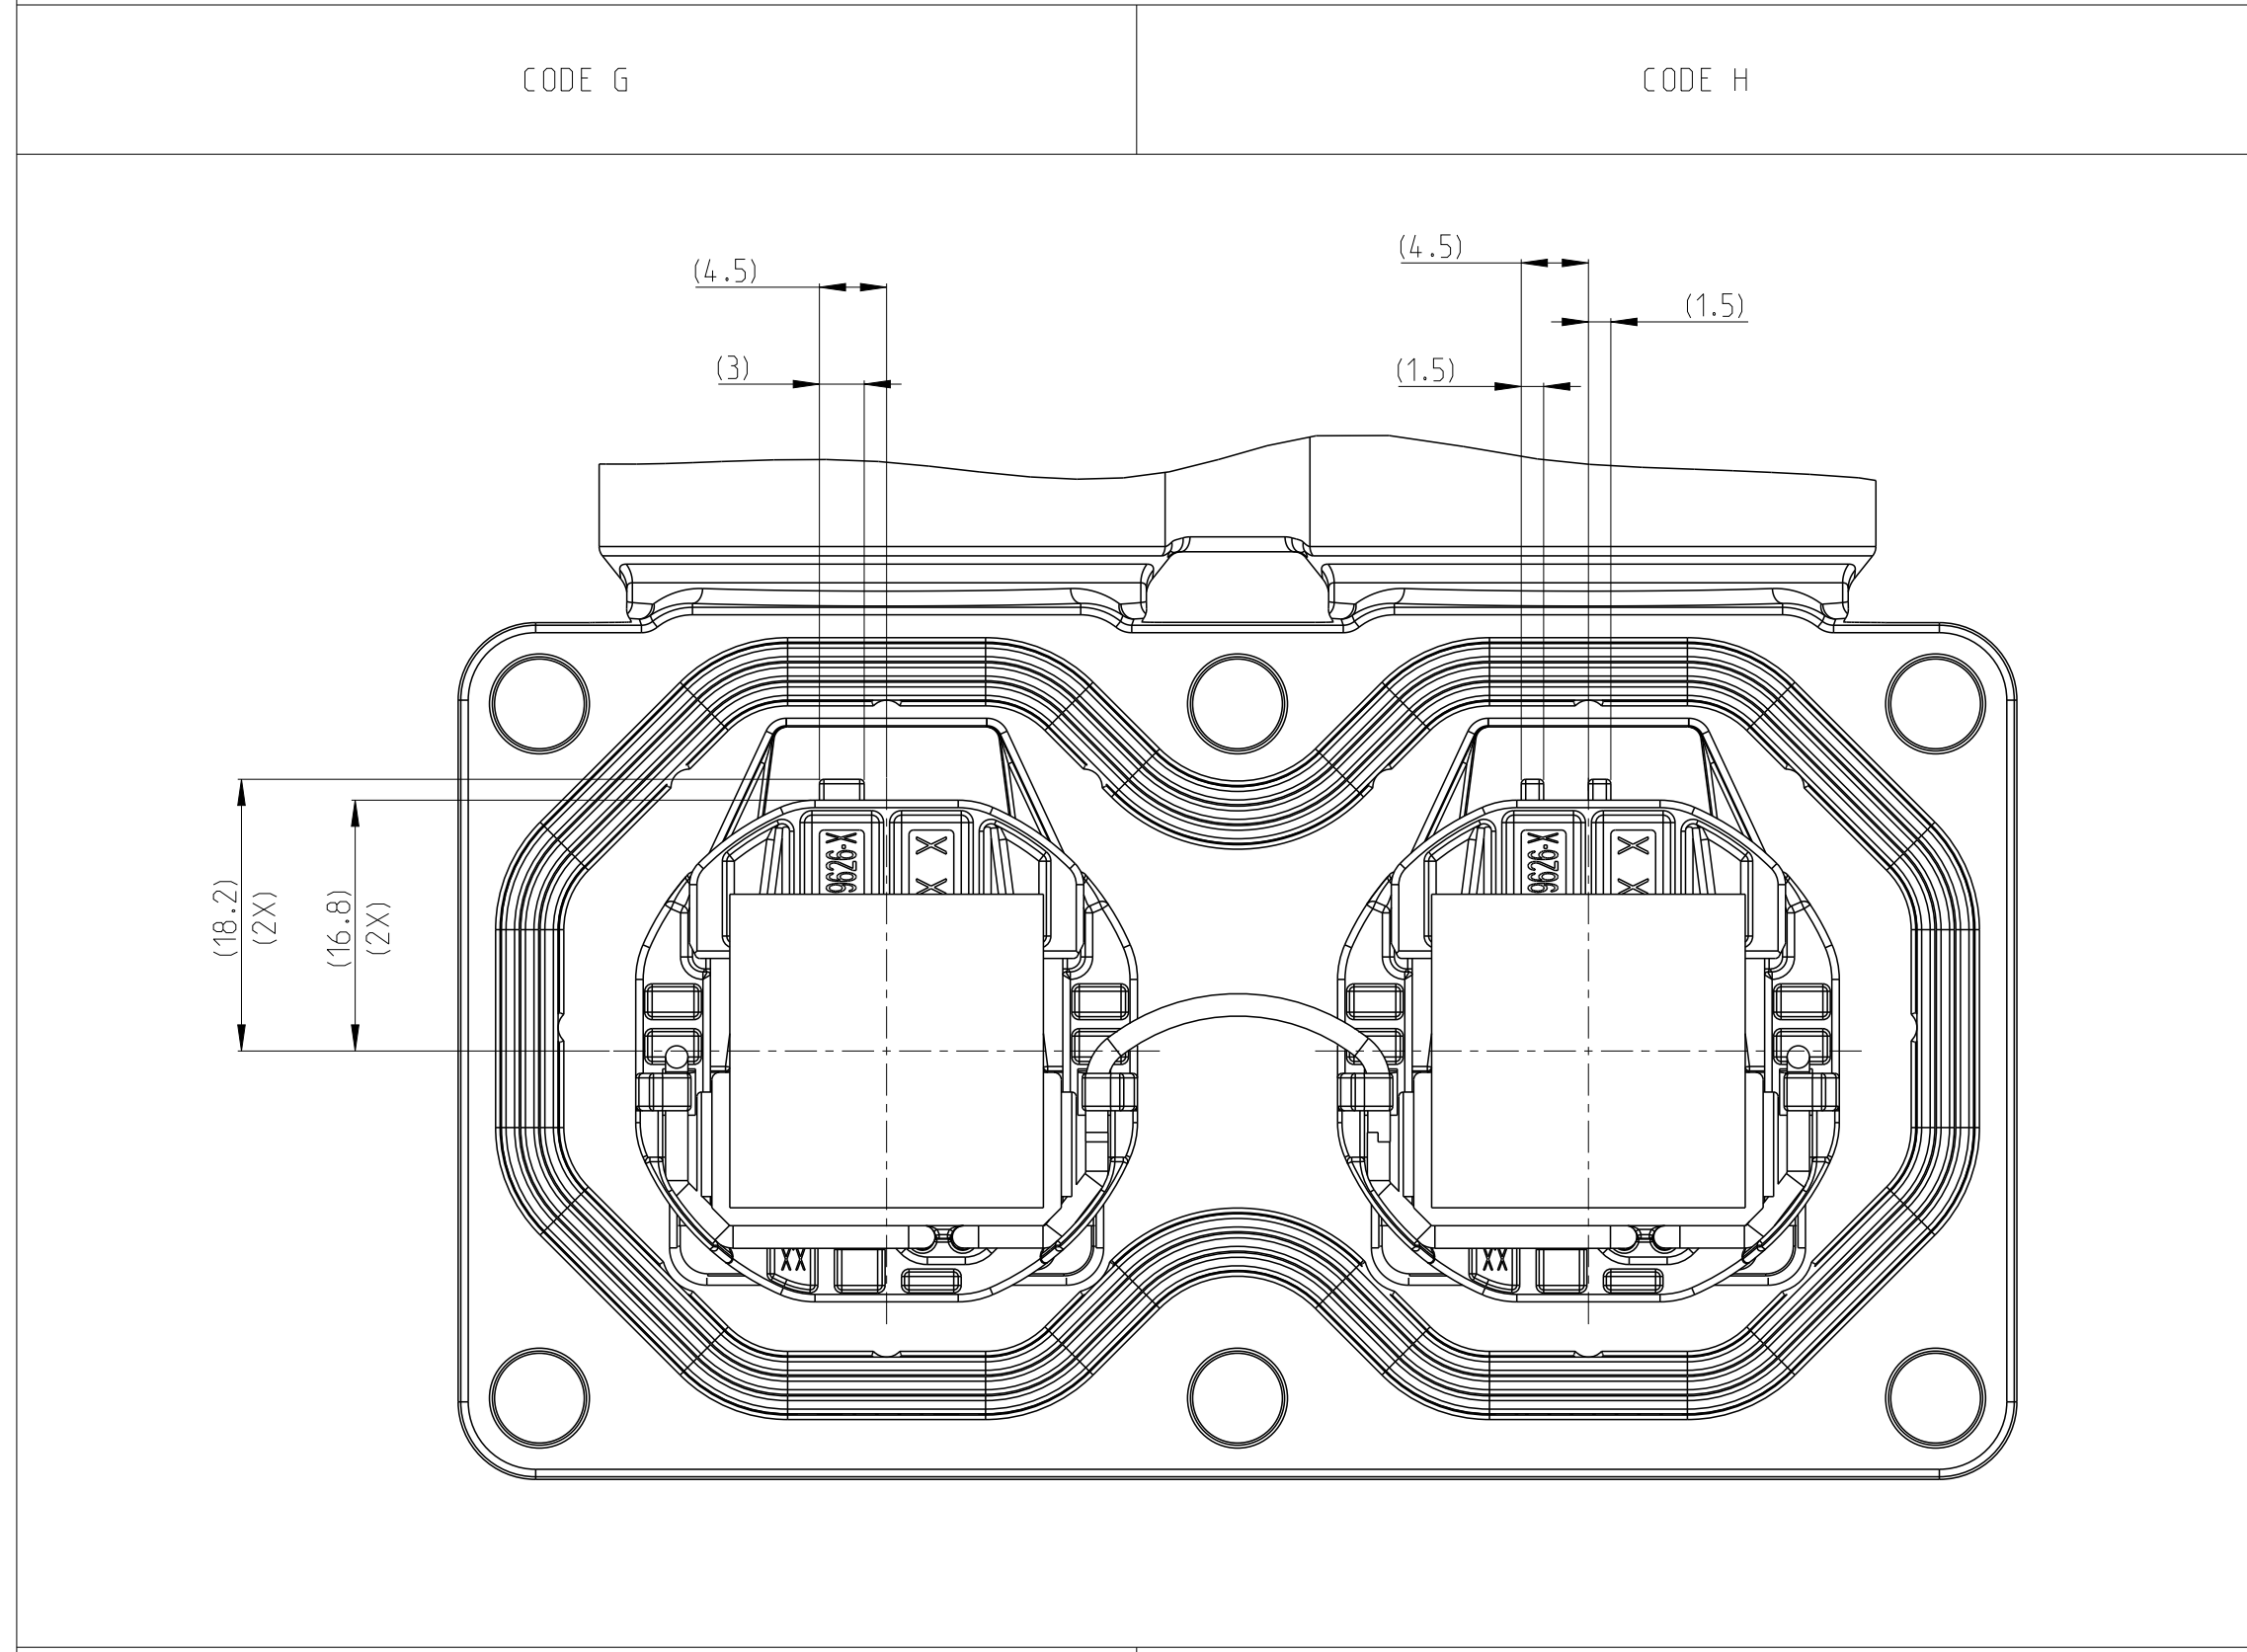 CODE G
CODE H
(4.5)
(4.5)
(1.5)
(3)
(1.5)
(18.2)
(2X)
(16.8)
(2X)
9626-X
X X
9626-X
X X
XX
XX